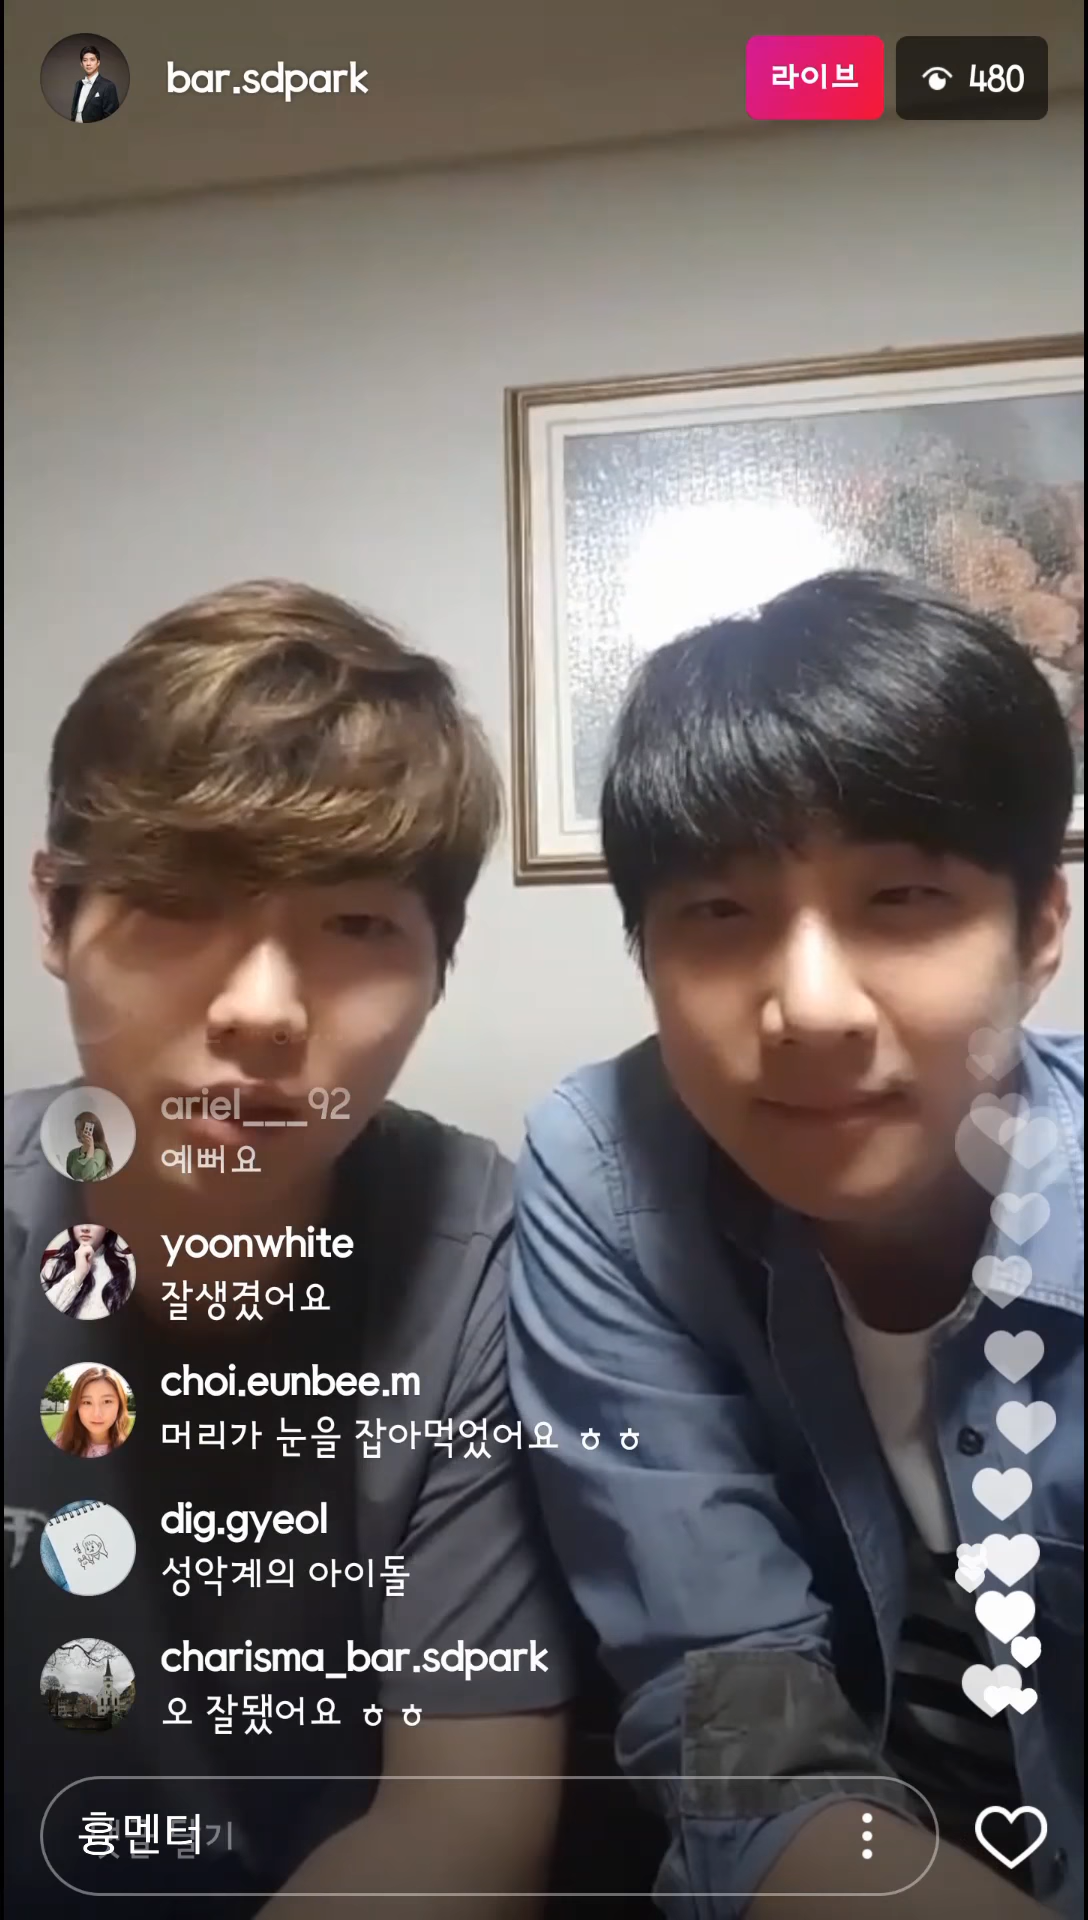 bar.sdpark
라이브
480
ariel___92
예뻐요
yoonwhite
잘생겼어요
choi.eunbee.m
머리가 눈을 잡아먹었어요 ㅎㅎ
dig.gyeol
성악계의 아이돌
charisma_bar.sdpark
오 잘됐어요 ㅎㅎ
흉멘터